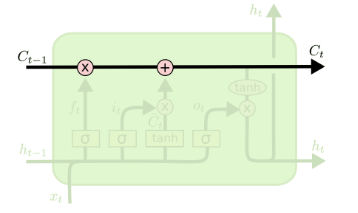 h_t
C_{t-1} × + C_t
tanh
f_t i_t C̃_t o_t ×  ×
σ σ tanh σ
h_{t-1} h_t
x_t